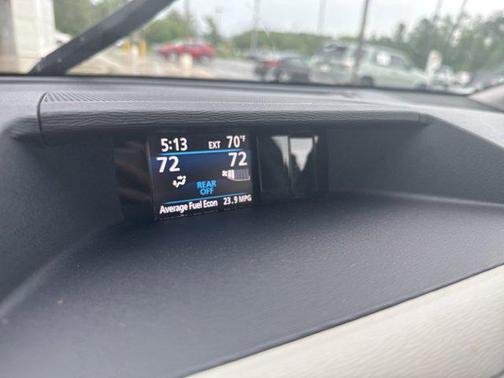 5:13 EXT 70°F
72 72
REAR
OFF
Average Fuel Econ 23.9 MPG